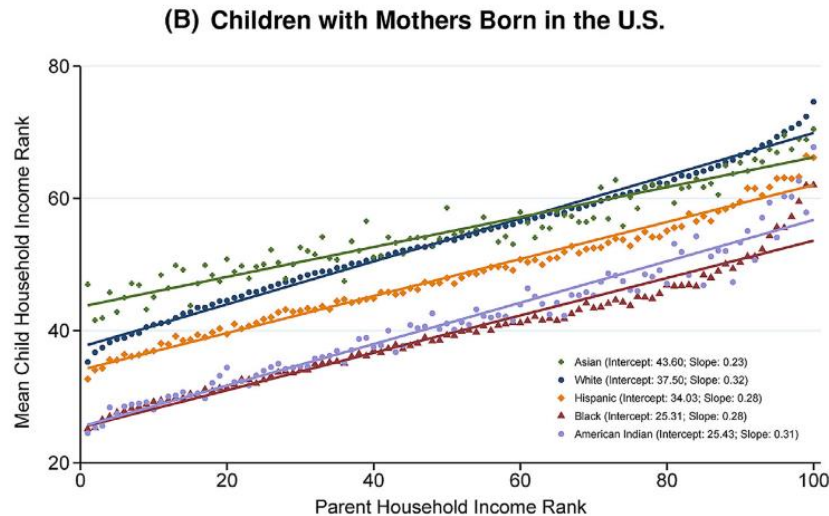 (B) Children with Mothers Born in the U.S.
80
60
40
20
Mean Child Household Income Rank
Asian (Intercept: 43.60; Slope: 0.23)
White (Intercept: 37.50; Slope: 0.32)
Hispanic (Intercept: 34.03; Slope: 0.28)
Black (Intercept: 25.31; Slope: 0.28)
American Indian (Intercept: 25.43; Slope: 0.31)
0
20
40
60
80
100
Parent Household Income Rank